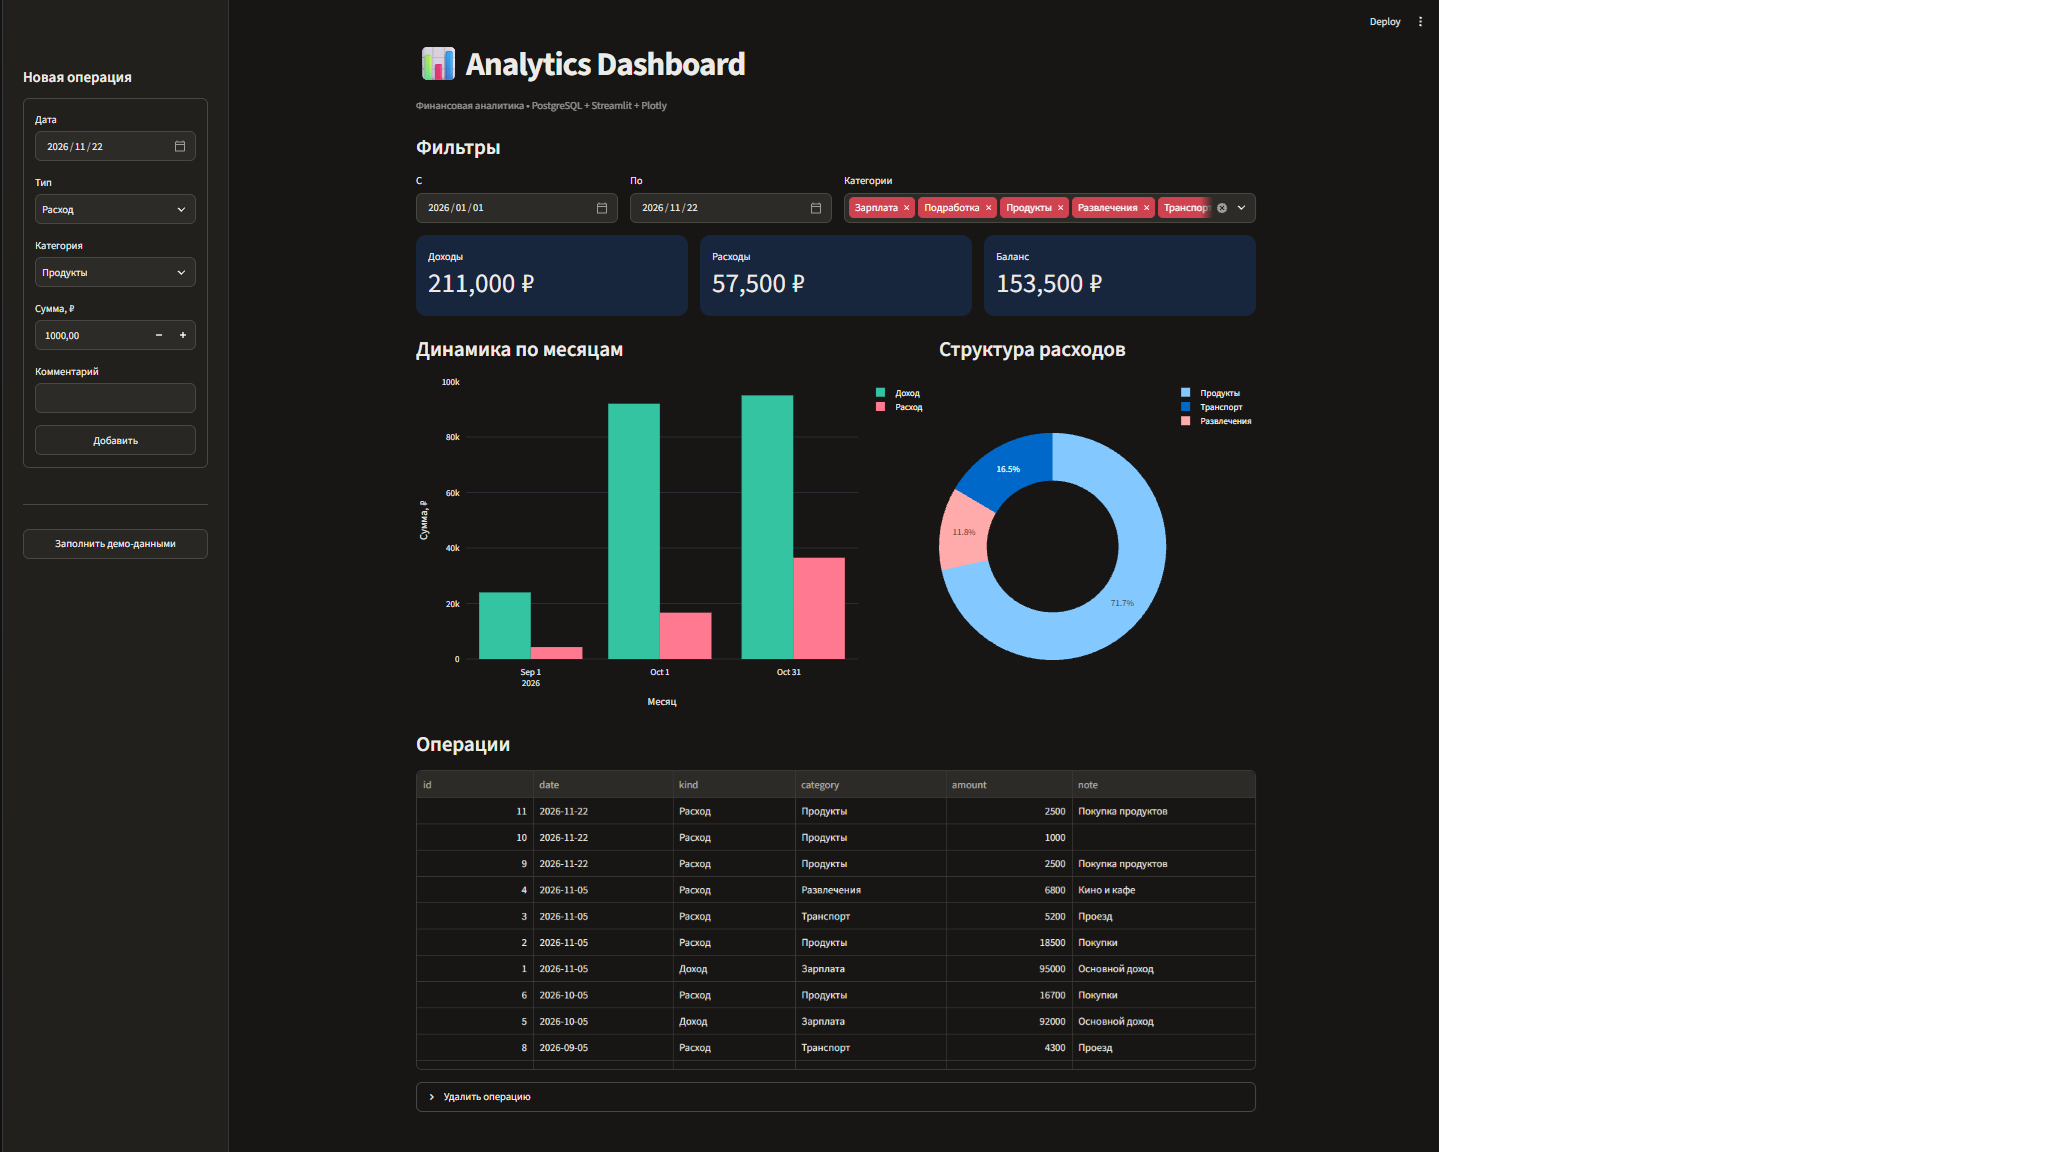 Deploy
Новая операция
Дата
2026/11/22
Тип
Расход
Категория
Продукты
Сумма, ₽
1000,00
Комментарий
Добавить
Заполнить демо-данными
Analytics Dashboard
Финансовая аналитика • PostgreSQL + Streamlit + Plotly
Фильтры
С По Категории
2026/01/01 2026/11/22 Зарплата Подработка Продукты Развлечения Транспорт
Доходы Расходы Баланс
211,000 ₽ 57,500 ₽ 153,500 ₽
Динамика по месяцам
100k
80k
60k
40k
20k
0
Сумма, ₽
Sep 1 Oct 1 Oct 31
2026
Месяц
Доход
Расход
Структура расходов
Продукты
Транспорт
Развлечения
16.5%
11.8%
71.7%
Операции
id date kind category amount note
11 2026-11-22 Расход Продукты 2500 Покупка продуктов
10 2026-11-22 Расход Продукты 1000
9 2026-11-22 Расход Продукты 2500 Покупка продуктов
4 2026-11-05 Расход Развлечения 6800 Кино и кафе
3 2026-11-05 Расход Транспорт 5200 Проезд
2 2026-11-05 Расход Продукты 18500 Покупки
1 2026-11-05 Доход Зарплата 95000 Основной доход
6 2026-10-05 Расход Продукты 16700 Покупки
5 2026-10-05 Доход Зарплата 92000 Основной доход
8 2026-09-05 Расход Транспорт 4300 Проезд
Удалить операцию